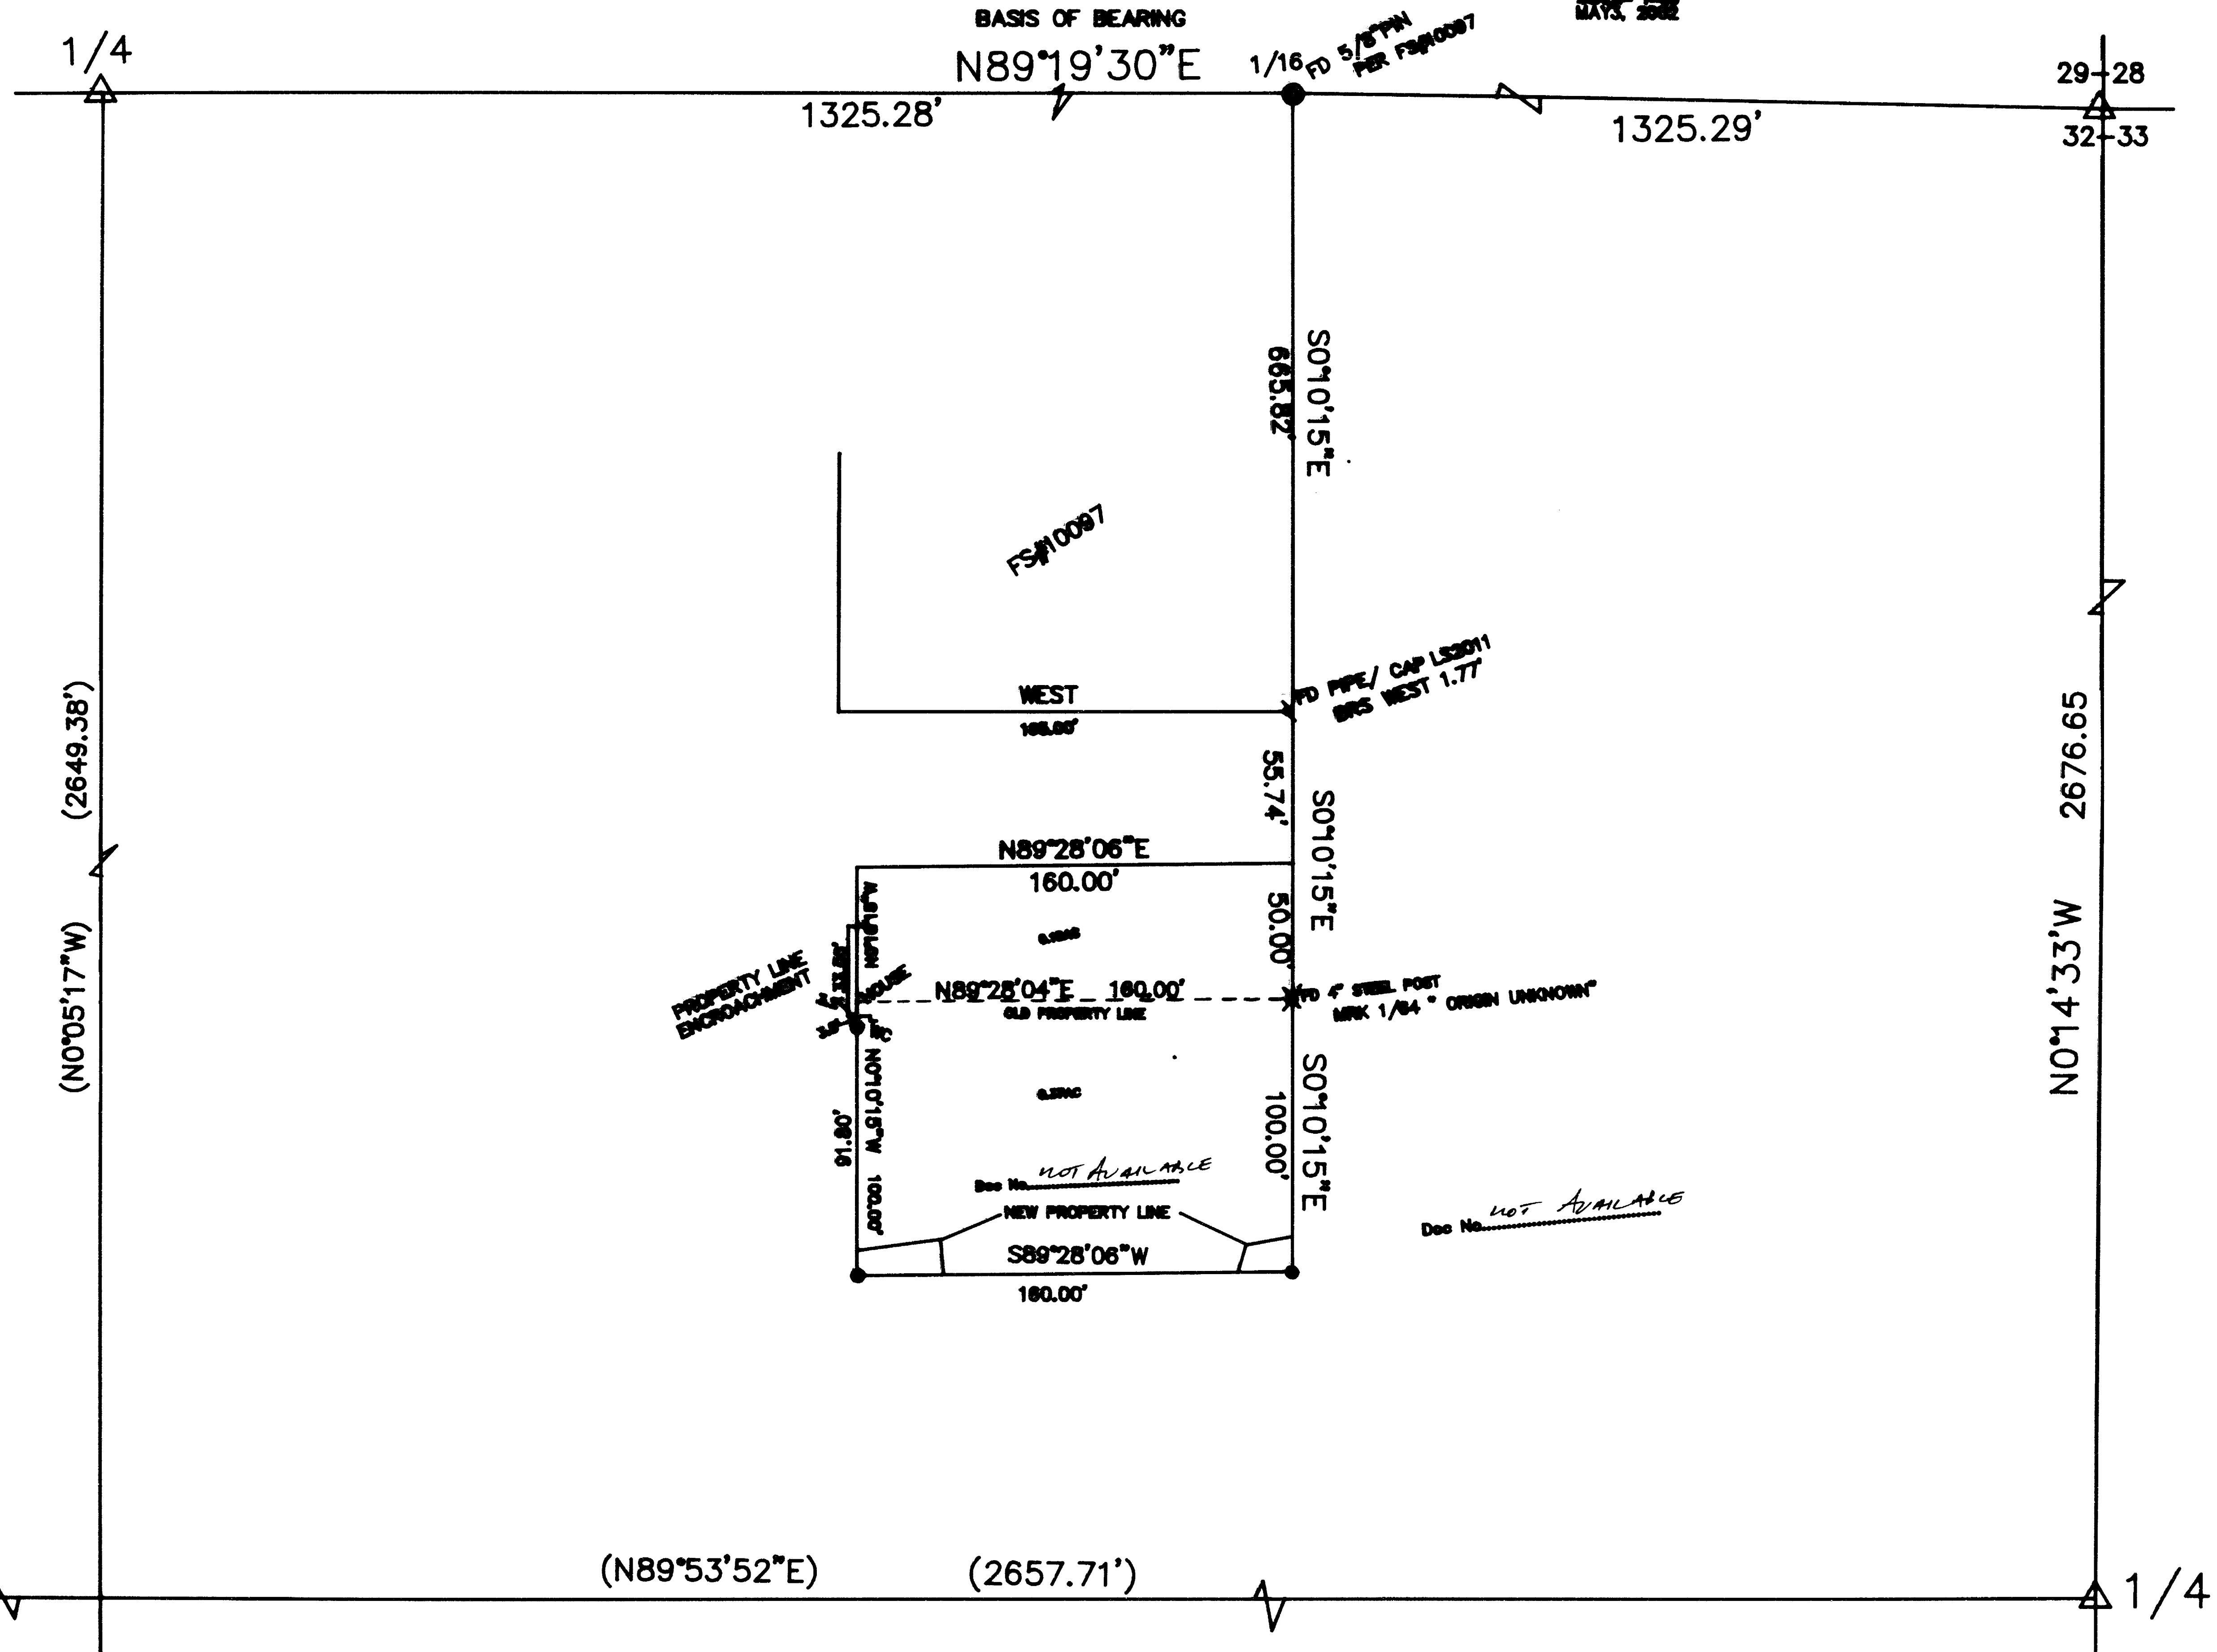 BASIS OF BEARING
MAY3, 2002
1/4
N89°19'30"E
1/16
FD 5/8"PIN
PER FS#10097
29 28
1325.28'
1325.29'
32 33
S0°10'15"E
665.82'
FS#10097
FD PIPE/ CAP LS2011
BRS WEST 1.77'
WEST
(2649.38')
2676.65
55.74'
S0°10'15"E
N89°28'06"E
160.00'
50.00'
PROPERTY LINE
ENCROACHMENT
HOUSE
N89°28'04"E 160.00'
OLD PROPERTY LINE
FD 4" STEEL POST
MRK 1/64 " ORIGIN UNKNOWN"
(N0°05'17"W)
N0°14'33'W
N0°10'15"W 100.00'
91.80'
100.00'
S0°10'15"E
Doc No. NOT AVAILABLE
NEW PROPERTY LINE
Doc No. NOT AVAILABLE
S89°28'06"W
160.00'
(N89°53'52"E) (2657.71')
1/4